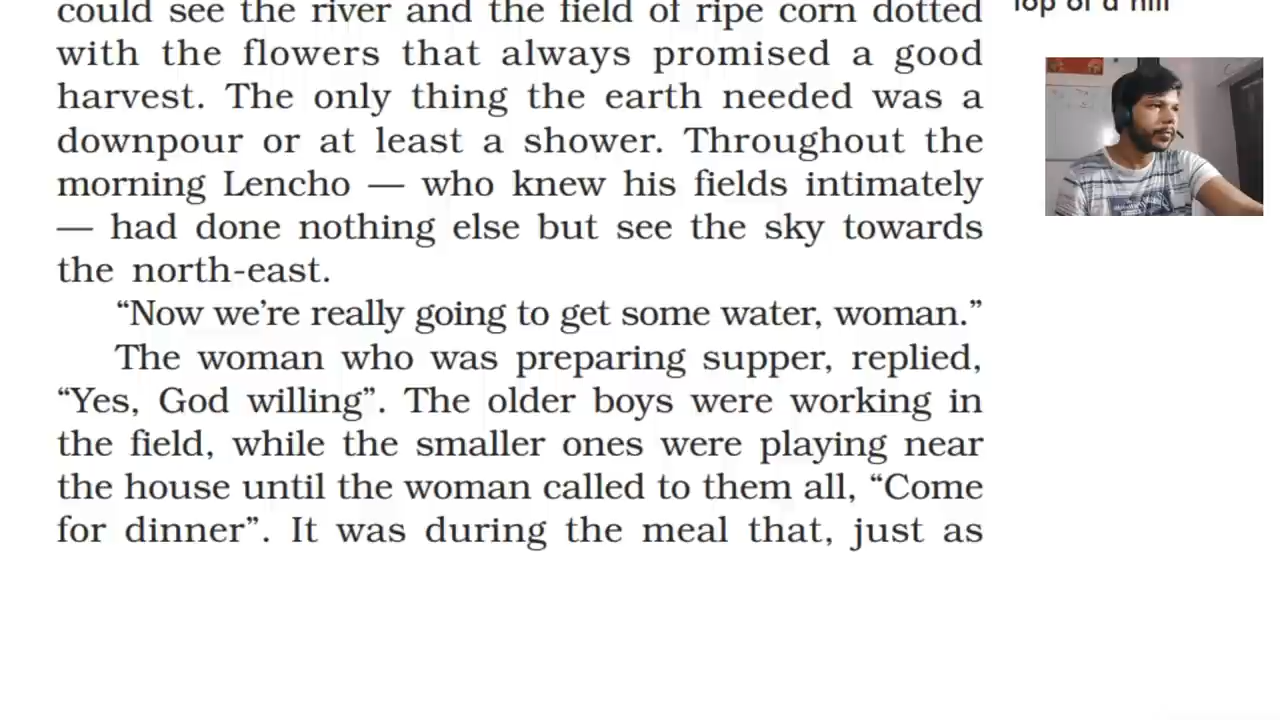 could see the river and the field of ripe corn dotted
with the flowers that always promised a good
harvest. The only thing the earth needed was a
downpour or at least a shower. Throughout the
morning Lencho — who knew his fields intimately
— had done nothing else but see the sky towards
the north-east.
“Now we’re really going to get some water, woman.”
The woman who was preparing supper, replied,
“Yes, God willing”. The older boys were working in
the field, while the smaller ones were playing near
the house until the woman called to them all, “Come
for dinner”. It was during the meal that, just as
top of a hill